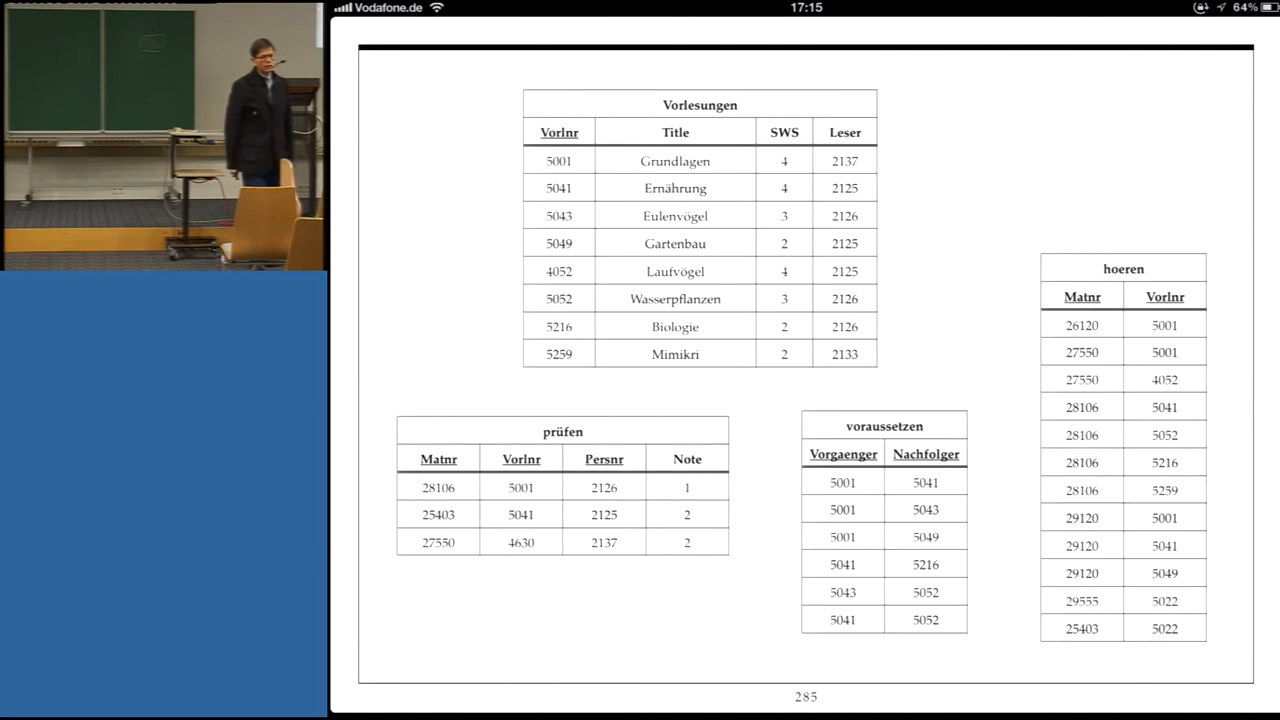 Vodafone.de 17:15 64%
Vorlesungen
Vorlnr Title SWS Leser
5001 Grundlagen 4 2137
5041 Ernährung 4 2125
5043 Eulenvögel 3 2126
5049 Gartenbau 2 2125
4052 Laufvögel 4 2125
5052 Wasserpflanzen 3 2126
5216 Biologie 2 2126
5259 Mimikri 2 2133
prüfen
Matnr Vorlnr Persnr Note
28106 5001 2126 1
25403 5041 2125 2
27550 4630 2137 2
voraussetzen
Vorgaenger Nachfolger
5001 5041
5001 5043
5001 5049
5041 5216
5043 5052
5041 5052
hoeren
Matnr Vorlnr
26120 5001
27550 5001
27550 4052
28106 5041
28106 5052
28106 5216
28106 5259
29120 5001
29120 5041
29120 5049
29555 5022
25403 5022
285